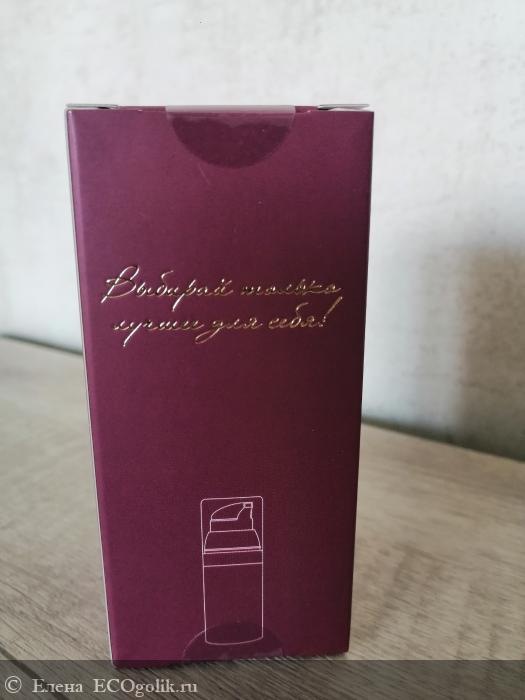 Выбирай только
лучшее для себя!
© Елена ECOgolik.ru